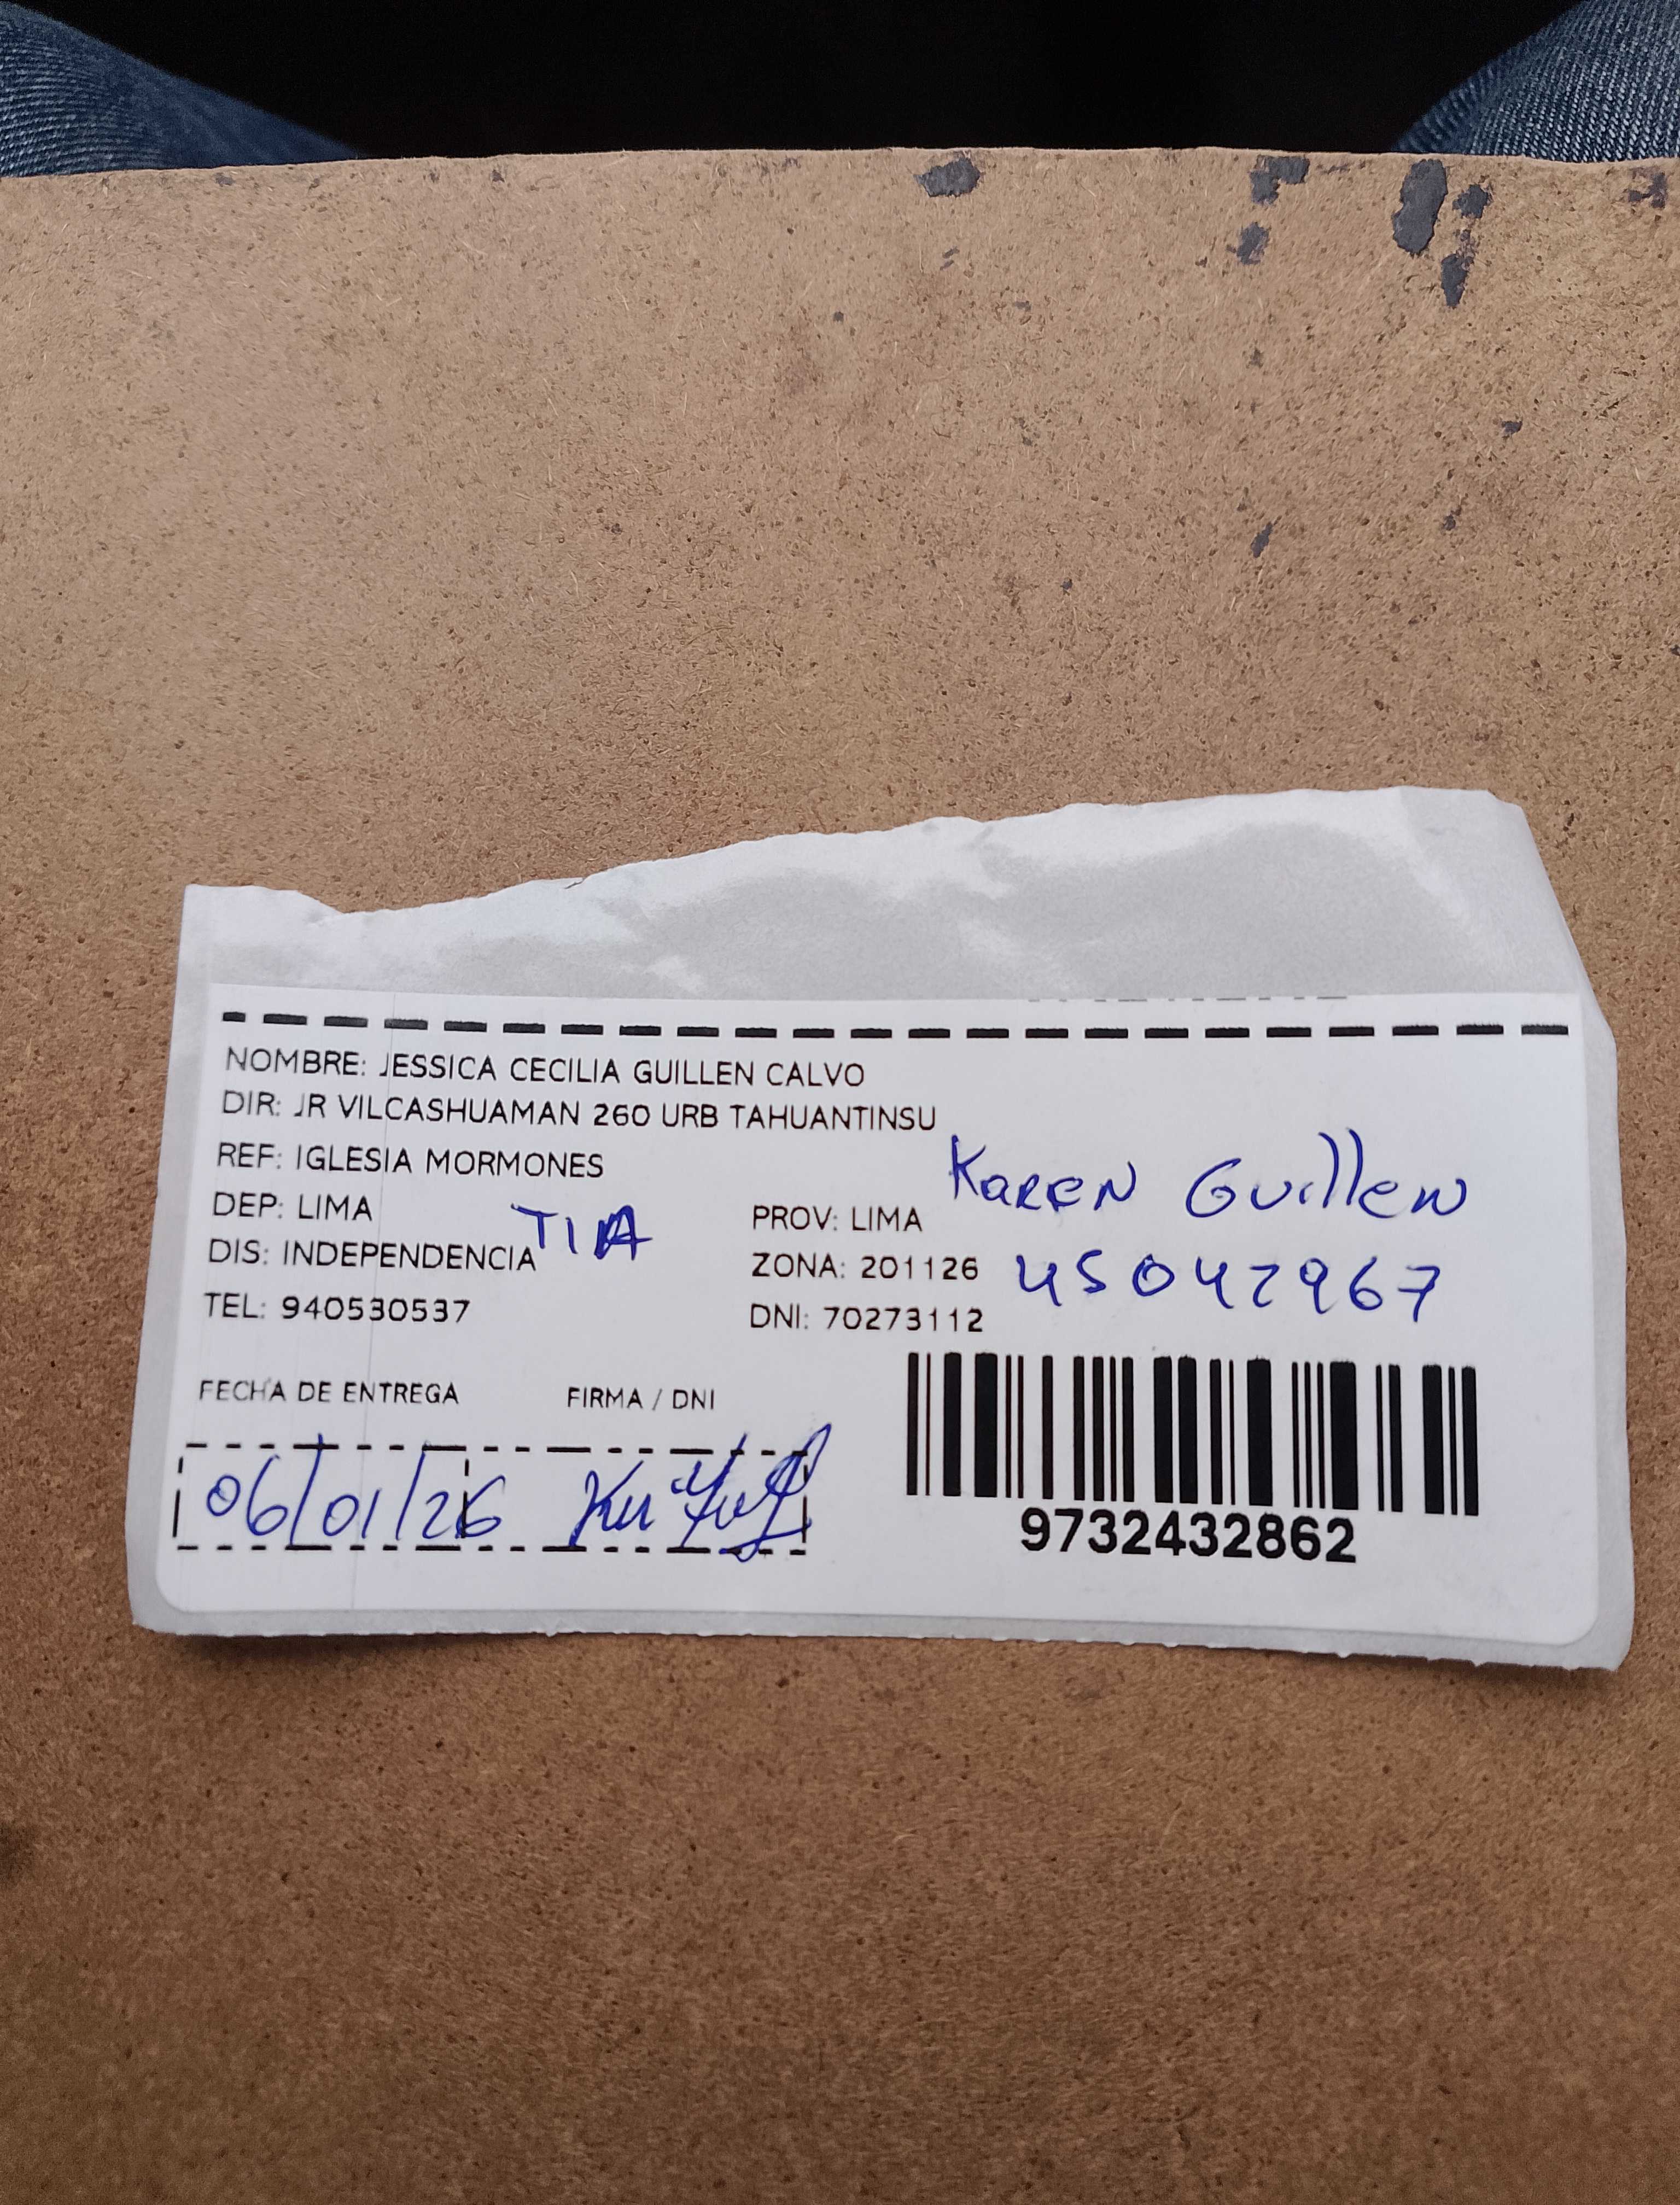 NOMBRE: JESSICA CECILIA GUILLEN CALVO
DIR: JR VILCASHUAMAN 260 URB TAHUANTINSU
REF: IGLESIA MORMONES
Karen Guillen
DEP: LIMA
PROV: LIMA
TIA
DIS: INDEPENDENCIA
ZONA: 201126
45042967
TEL: 940530537
DNI: 70273112
FECHA DE ENTREGA
FIRMA / DNI
06/01/26
9732432862